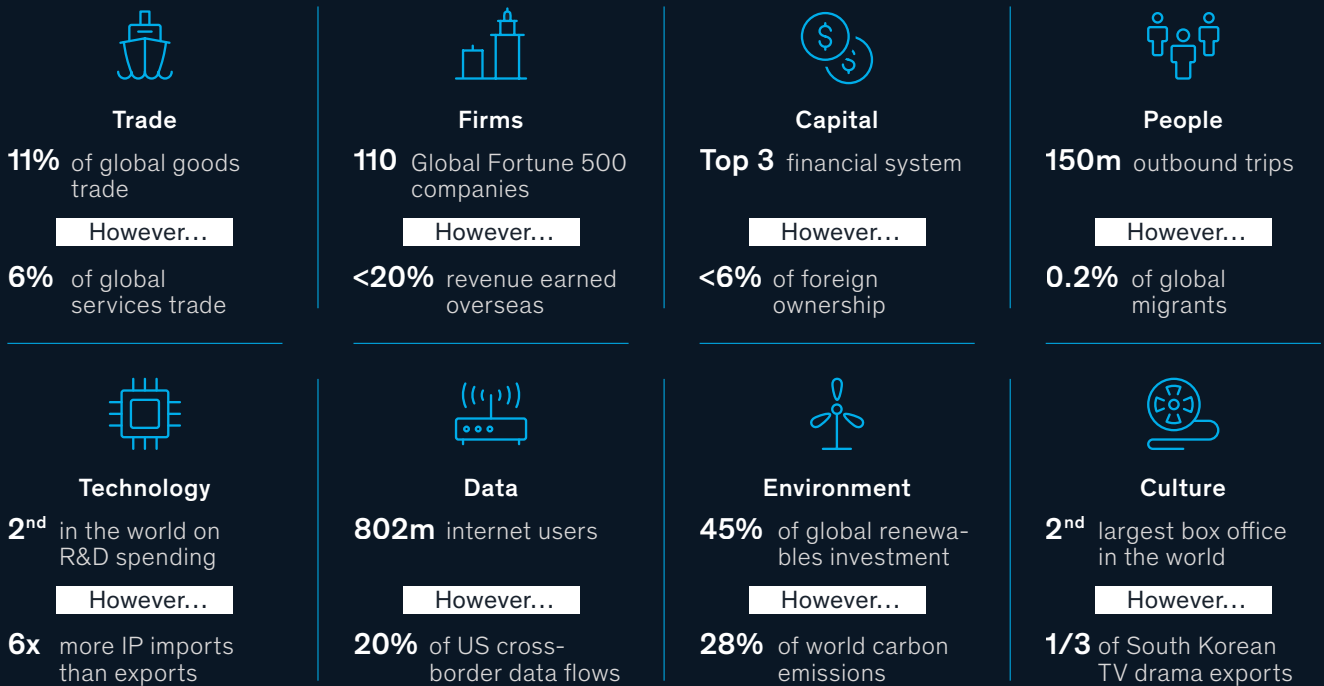 Trade
11% of global goods
trade
However...
6% of global
services trade
Firms
110 Global Fortune 500
companies
However...
<20% revenue earned
overseas
Capital
Top 3 financial system
However...
<6% of foreign
ownership
People
150m outbound trips
However...
0.2% of global
migrants
Technology
2nd in the world on
R&D spending
However...
6x more IP imports
than exports
Data
802m internet users
However...
20% of US cross-
border data flows
Environment
45% of global renewa-
bles investment
However...
28% of world carbon
emissions
Culture
2nd largest box office
in the world
However...
1/3 of South Korean
TV drama exports